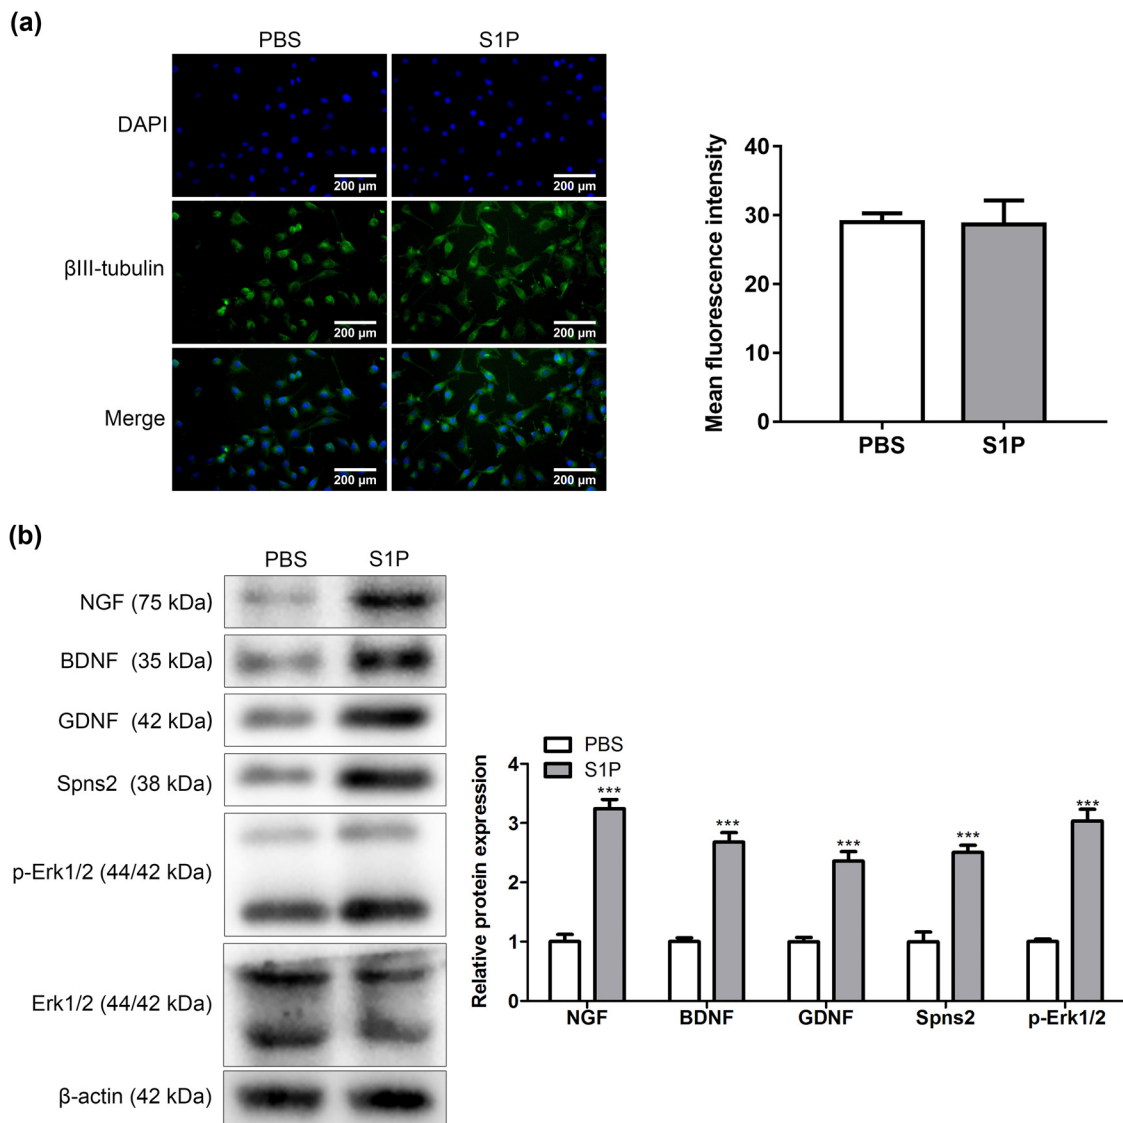 (a)
PBS
S1P
DAPI
200 μm
200 μm
βIII-tubulin
200 μm
200 μm
Merge
200 μm
200 μm
Mean fluorescence intensity
40
30
20
10
0
PBS
S1P
(b)
PBS
S1P
NGF (75 kDa)
BDNF (35 kDa)
GDNF (42 kDa)
Spns2 (38 kDa)
p-Erk1/2 (44/42 kDa)
Erk1/2 (44/42 kDa)
β-actin (42 kDa)
PBS
S1P
Relative protein expression
4
3
2
1
0
***
***
***
***
***
NGF
BDNF
GDNF
Spns2
p-Erk1/2